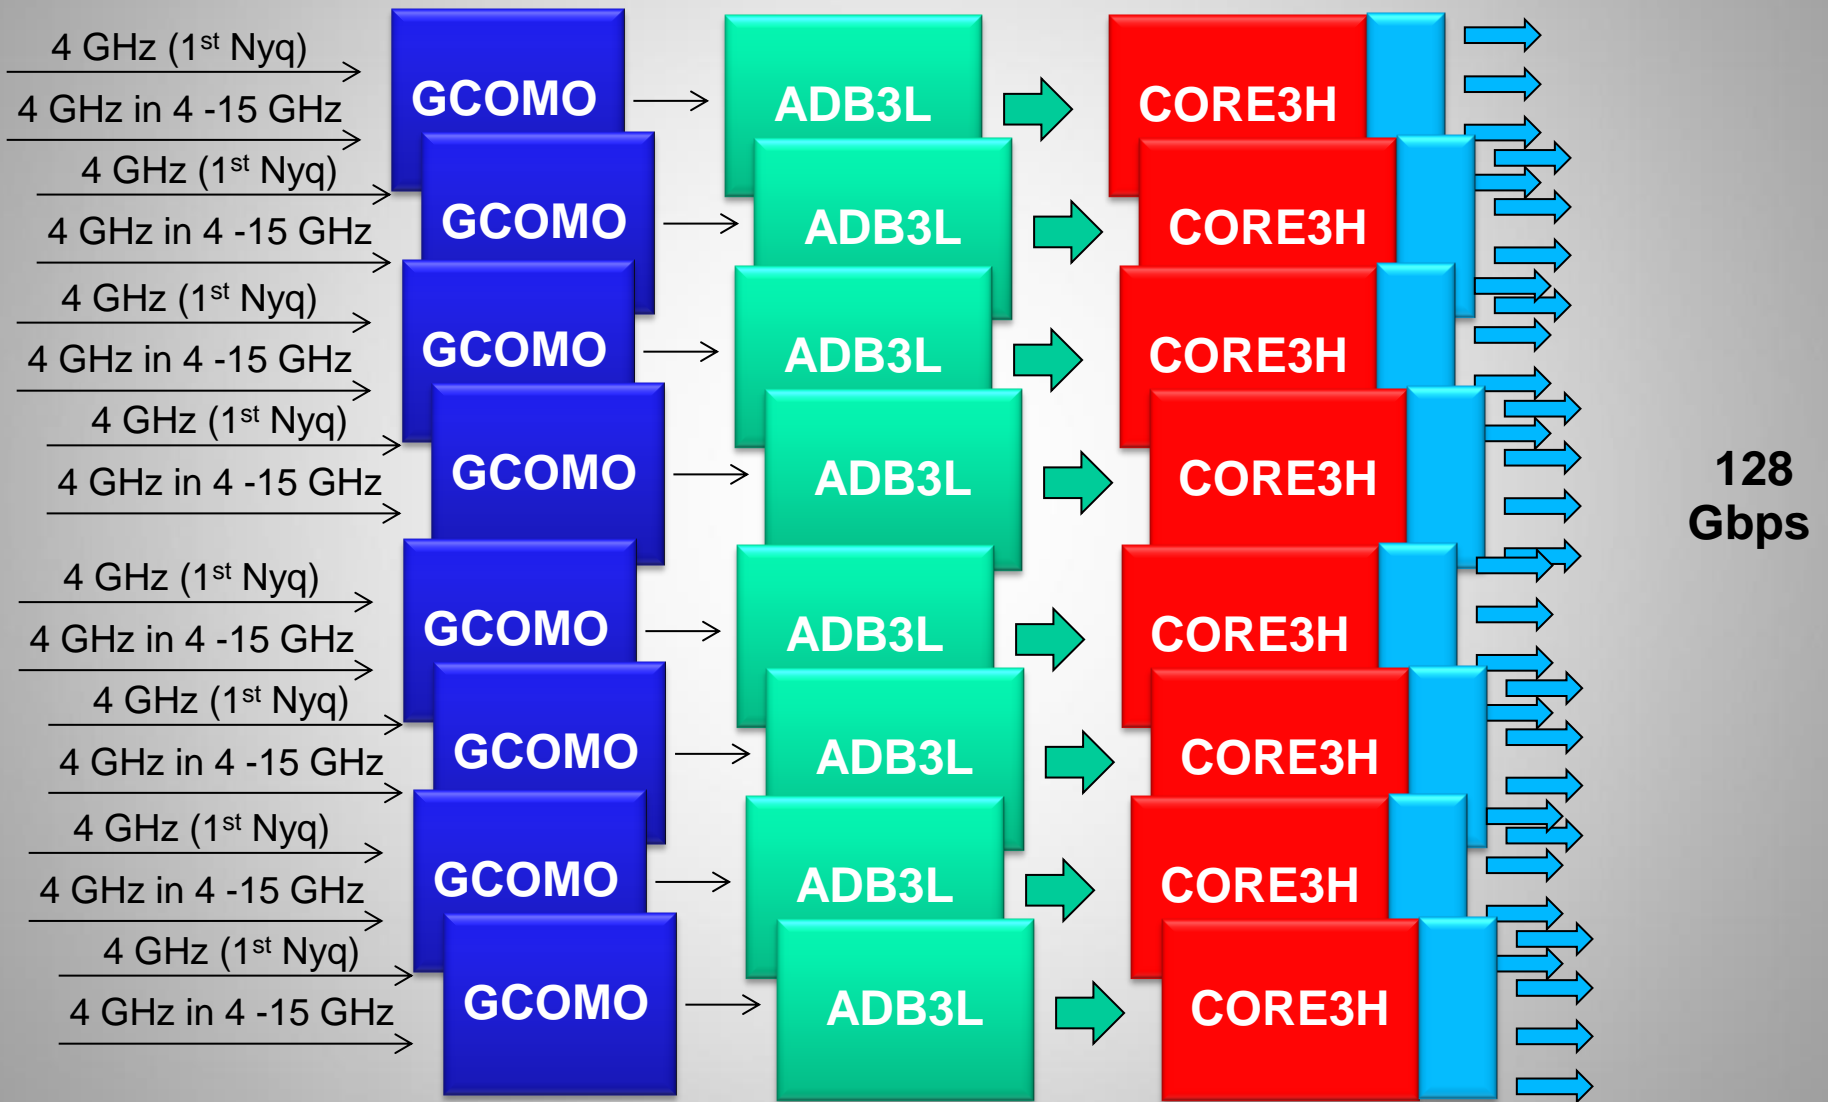 4 GHz (1st Nyq)
4 GHz in 4 -15 GHz
GCOMO
ADB3L
CORE3H
4 GHz (1st Nyq)
4 GHz in 4 -15 GHz
GCOMO
ADB3L
CORE3H
4 GHz (1st Nyq)
4 GHz in 4 -15 GHz
GCOMO
ADB3L
CORE3H
4 GHz (1st Nyq)
4 GHz in 4 -15 GHz
GCOMO
ADB3L
CORE3H
128
Gbps
4 GHz (1st Nyq)
4 GHz in 4 -15 GHz
GCOMO
ADB3L
CORE3H
4 GHz (1st Nyq)
4 GHz in 4 -15 GHz
GCOMO
ADB3L
CORE3H
4 GHz (1st Nyq)
4 GHz in 4 -15 GHz
GCOMO
ADB3L
CORE3H
4 GHz (1st Nyq)
4 GHz in 4 -15 GHz
GCOMO
ADB3L
CORE3H